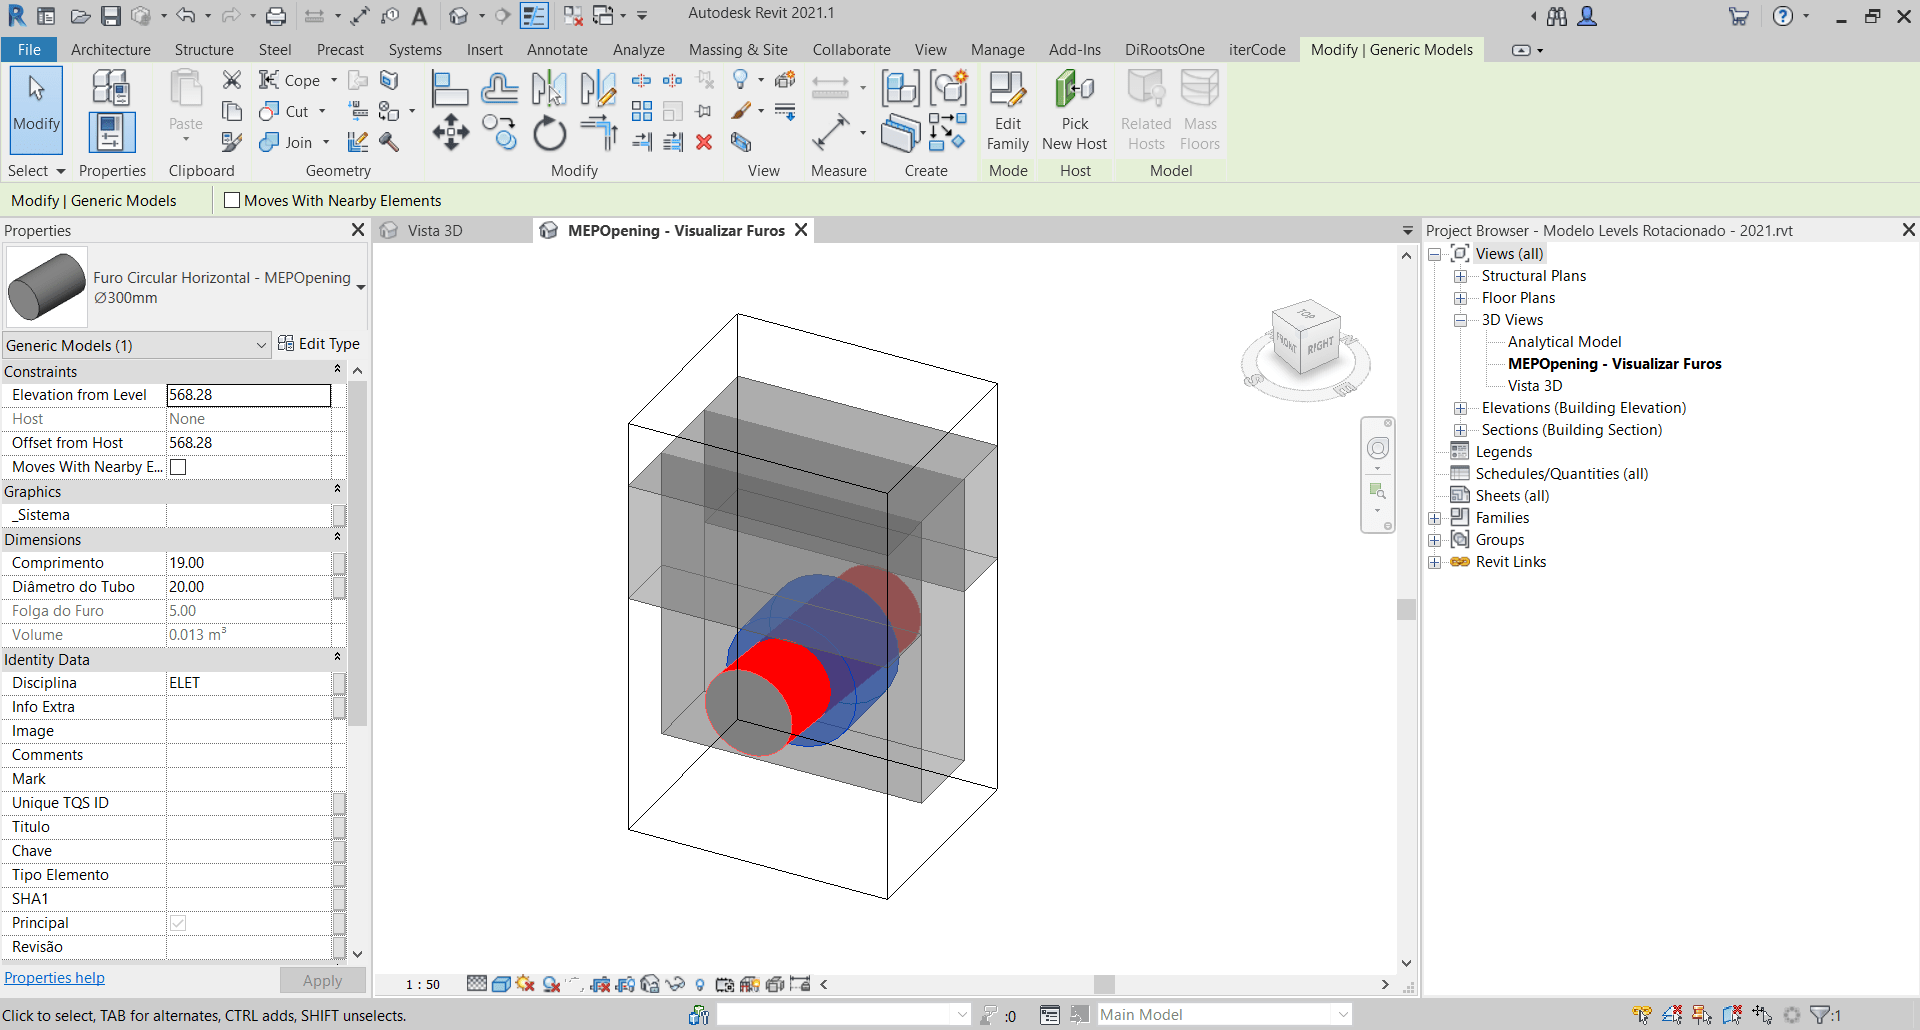 Autodesk Revit 2021.1
File Architecture Structure Steel Precast Systems Insert Annotate Analyze Massing & Site Collaborate View Manage Add-Ins DiRootsOne iterCode Modify | Generic Models
Modify
Paste
Cope
Cut
Join
Edit Family
Pick New Host
Related Hosts
Mass Floors
Select Properties Clipboard Geometry Modify View Measure Create Mode Host Model
Modify | Generic Models Moves With Nearby Elements
Properties
Furo Circular Horizontal - MEPOpening
Ø300mm
Generic Models (1) Edit Type
Constraints
Elevation from Level 568.28
Host None
Offset from Host 568.28
Moves With Nearby E...
Graphics
_Sistema
Dimensions
Comprimento 19.00
Diâmetro do Tubo 20.00
Folga do Furo 5.00
Volume 0.013 m³
Identity Data
Disciplina ELET
Info Extra
Image
Comments
Mark
Unique TQS ID
Titulo
Chave
Tipo Elemento
SHA1
Principal
Revisão
Properties help Apply
Vista 3D MEPOpening - Visualizar Furos
TOP
FRONT RIGHT
1 : 50
Project Browser - Modelo Levels Rotacionado - 2021.rvt
Views (all)
Structural Plans
Floor Plans
3D Views
Analytical Model
MEPOpening - Visualizar Furos
Vista 3D
Elevations (Building Elevation)
Sections (Building Section)
Legends
Schedules/Quantities (all)
Sheets (all)
Families
Groups
Revit Links
Click to select, TAB for alternates, CTRL adds, SHIFT unselects. :0 Main Model :1